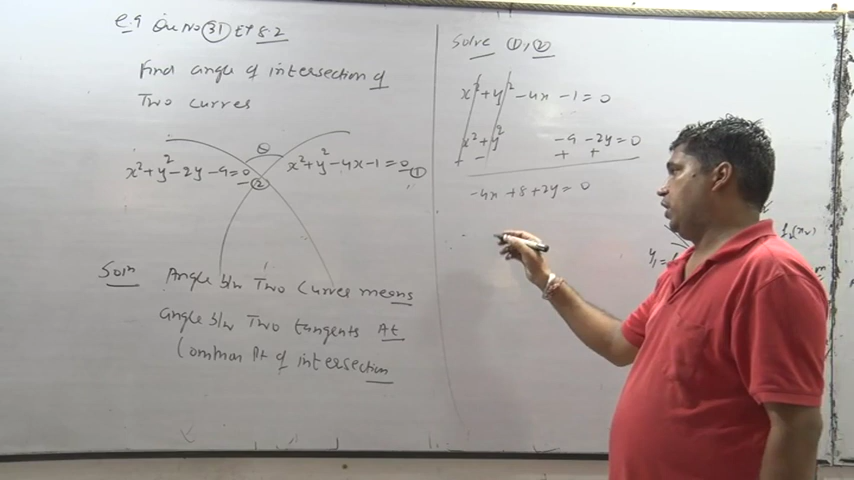 e.g Que No 31 Ex 8.2
Find angle of intersection of
Two curves
θ
x²+y²-2y-9=0 ②
x²+y²-4x-1=0 ①
Soln Angle b/w Two Curves means
angle b/w Two tangents At
Common Pt of intersection
Solve ①,②
x²+y²-4x-1=0
x²+y² -9-2y=0
- - + +
-4x+8+2y=0